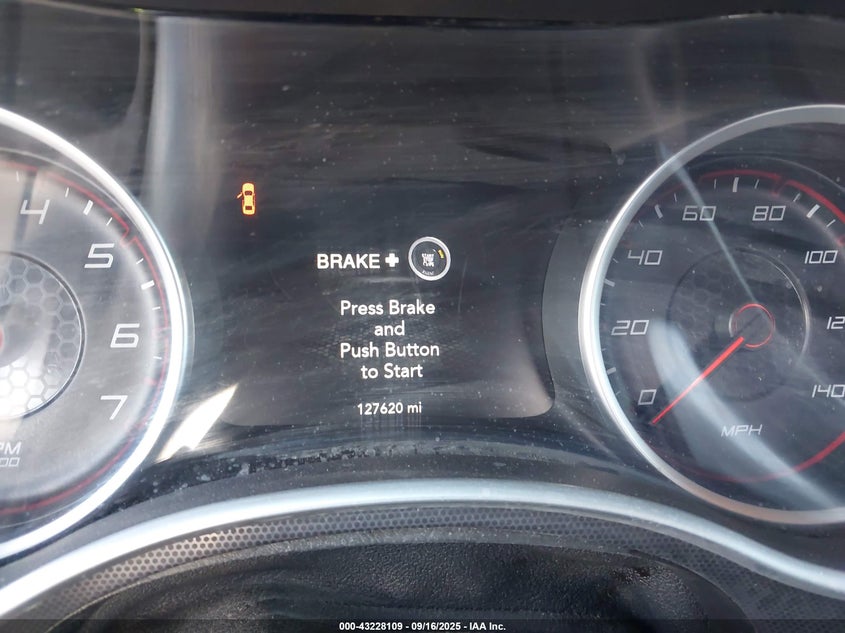 4
5
6
7
BRAKE +
Press Brake
and
Push Button
to Start
127620 mi
0
20
40
60
80
100
140
MPH
000-43228109 - 09/16/2025 - IAA Inc.